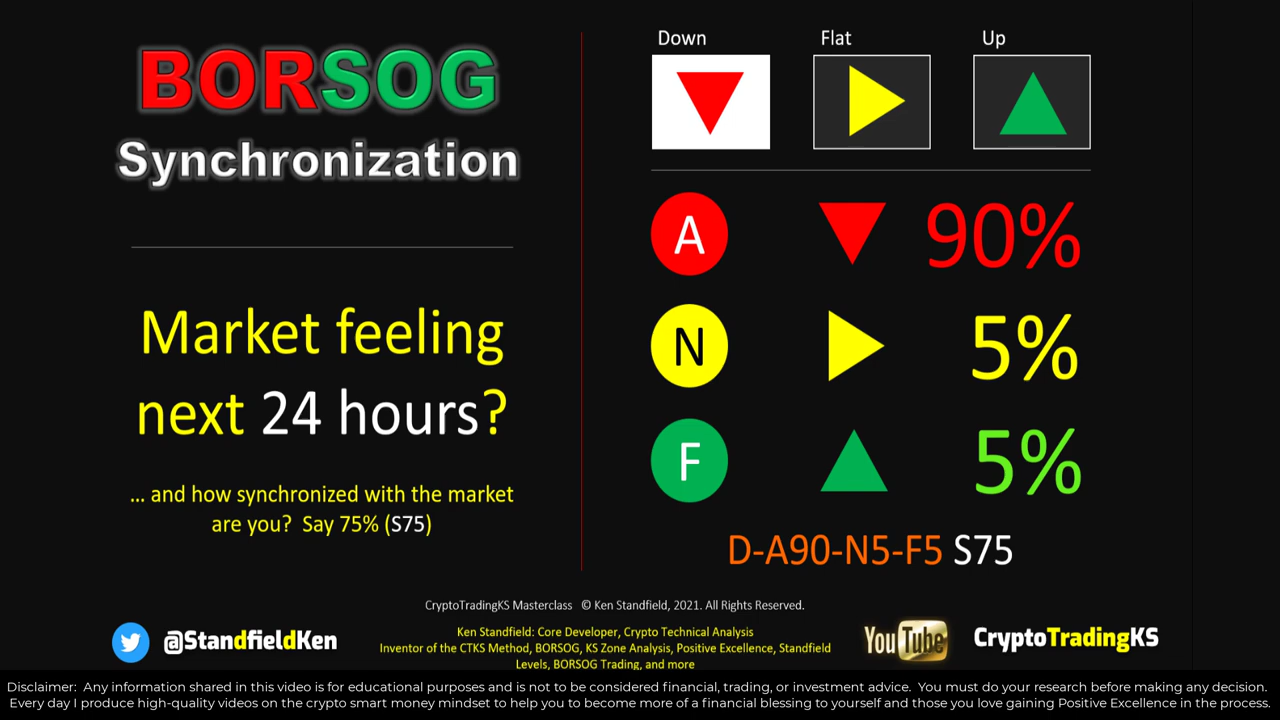 BORSOG
Synchronization
Market feeling
next 24 hours?
... and how synchronized with the market
are you? Say 75% (S75)
Down Flat Up
A 90%
N 5%
F 5%
D-A90-N5-F5 S75
CryptoTradingKS Masterclass © Ken Standfield, 2021. All Rights Reserved.
@StandfieldKen
Ken Standfield: Core Developer, Crypto Technical Analysis
Inventor of the CTKS Method, BORSOG, KS Zone Analysis, Positive Excellence, Standfield
Levels, BORSOG Trading, and more
YouTube
CryptoTradingKS
Disclaimer: Any information shared in this video is for educational purposes and is not to be considered financial, trading, or investment advice. You must do your research before making any decision.
Every day I produce high-quality videos on the crypto smart money mindset to help you to become more of a financial blessing to yourself and those you love gaining Positive Excellence in the process.